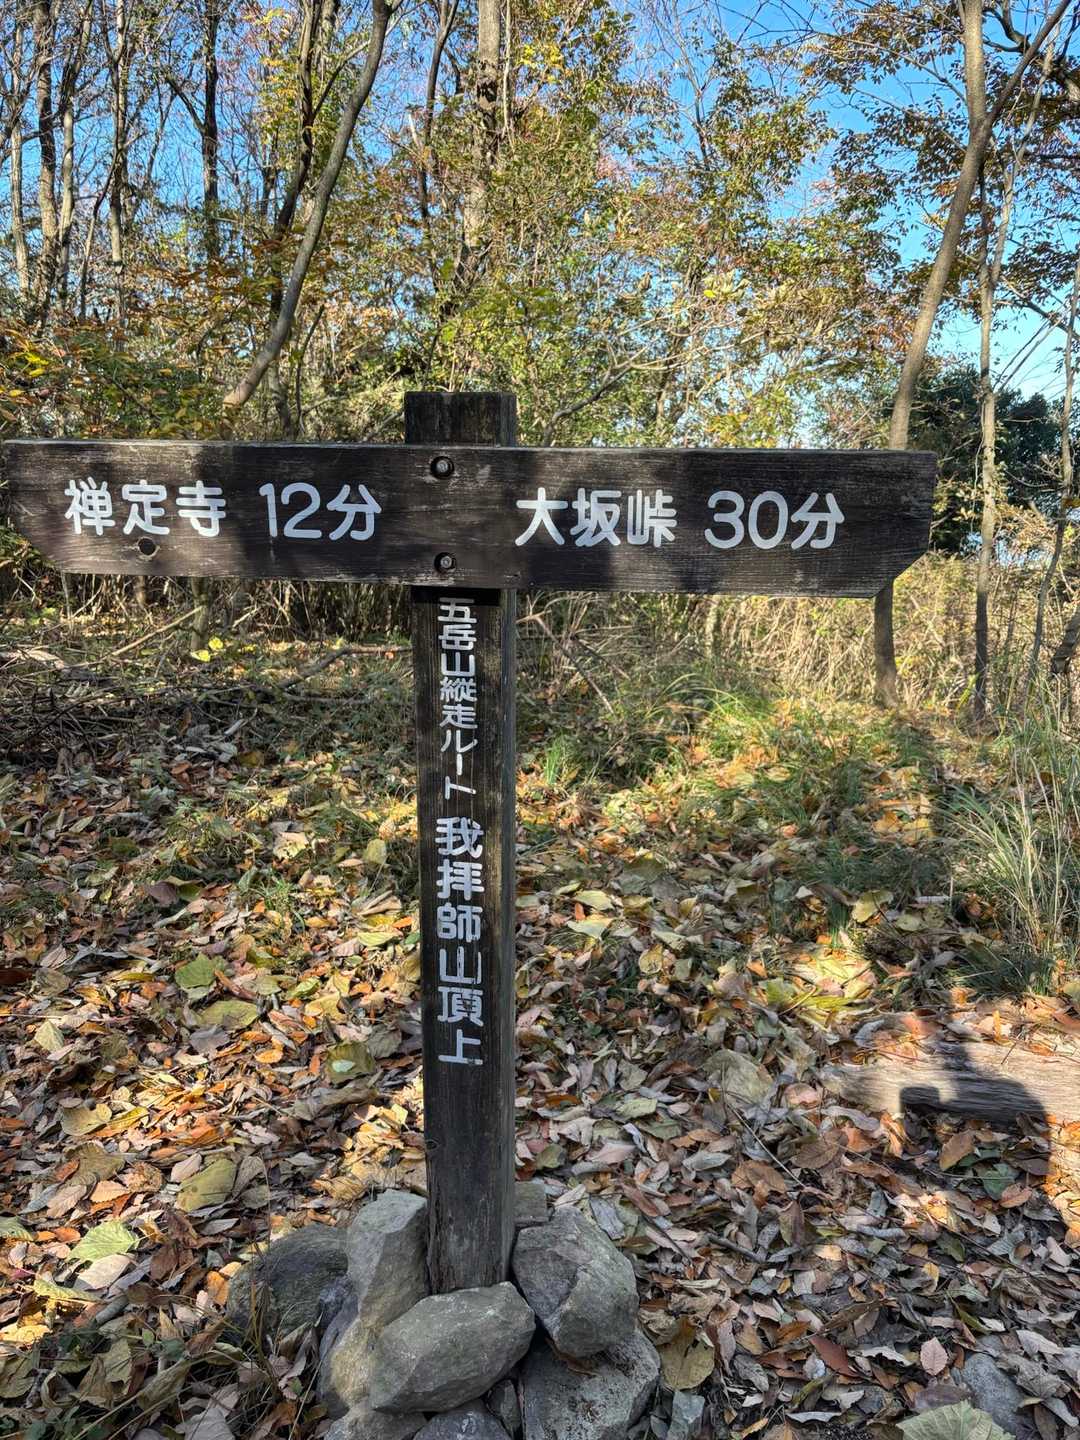 禅定寺 12分
大坂峠 30分
五岳山縦走ルート 我拝師山頂上